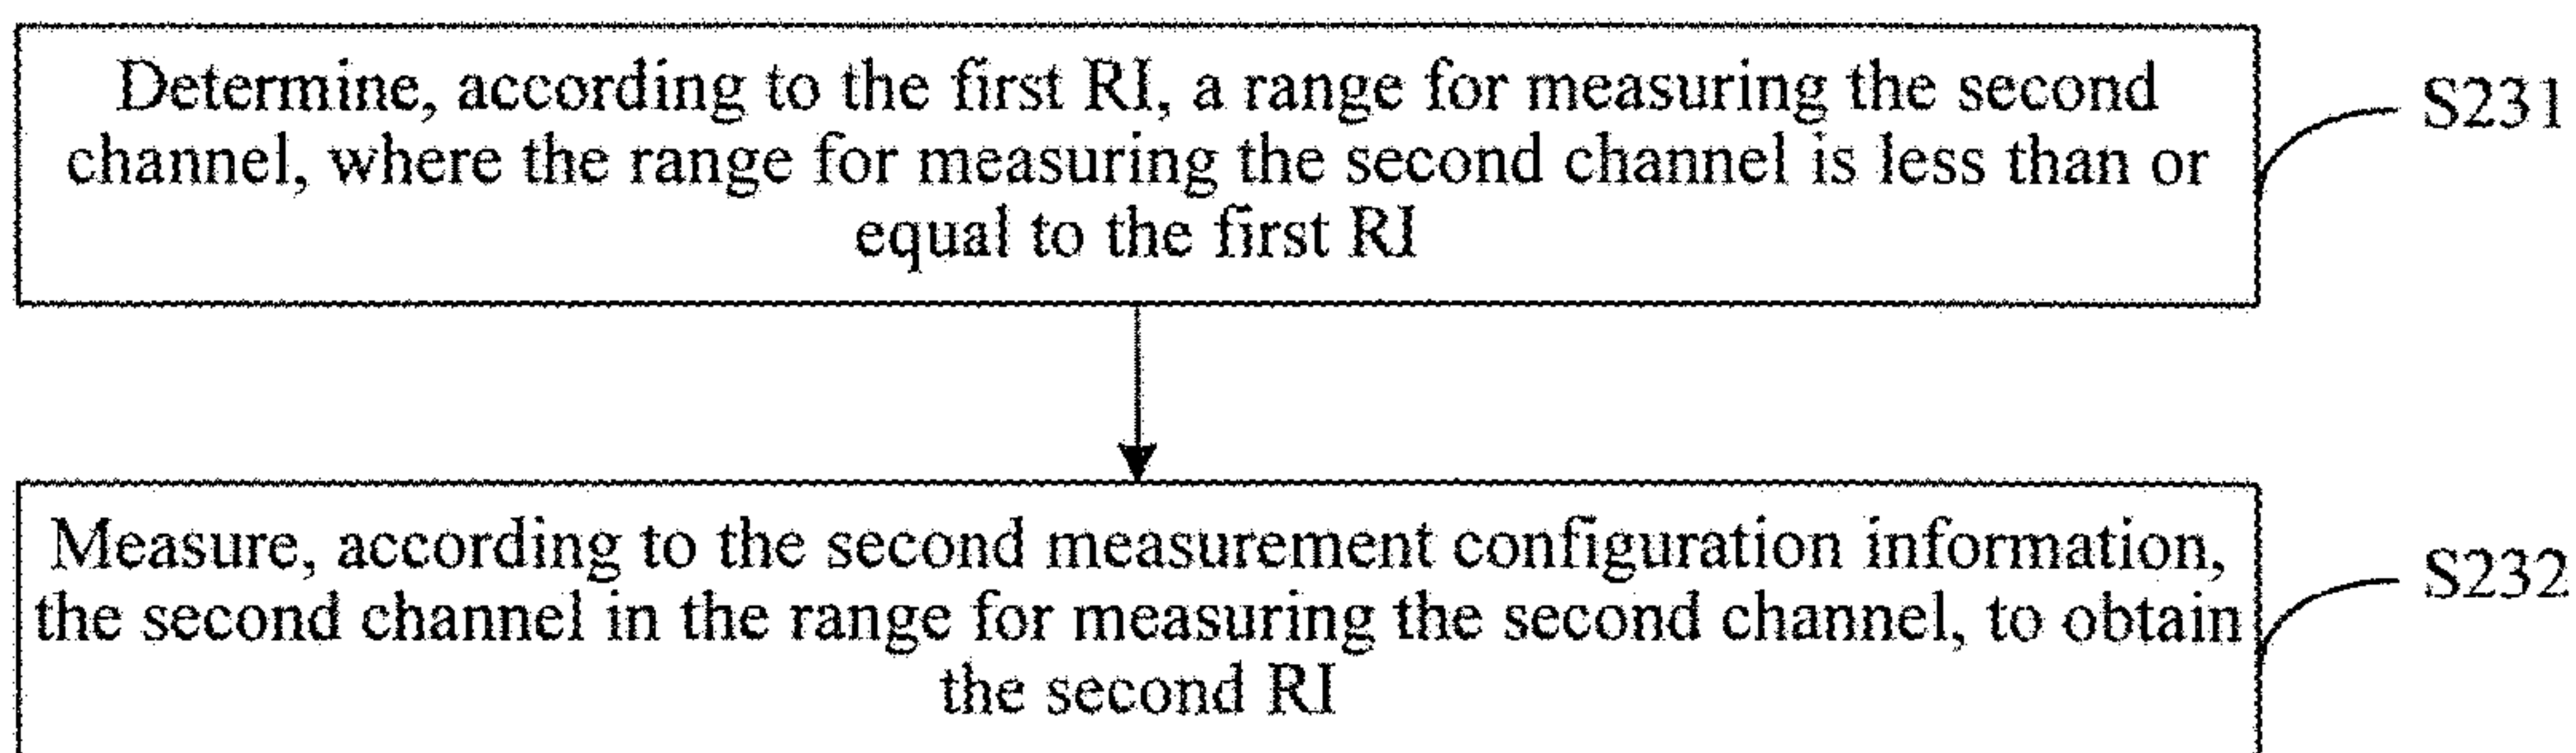 Determine, according to the first RI, a range for measuring the second
channel, where the range for measuring the second channel is less than or
equal to the first RI
S231
Measure, according to the second measurement configuration information,
the second channel in the range for measuring the second channel, to obtain
the second RI
S232